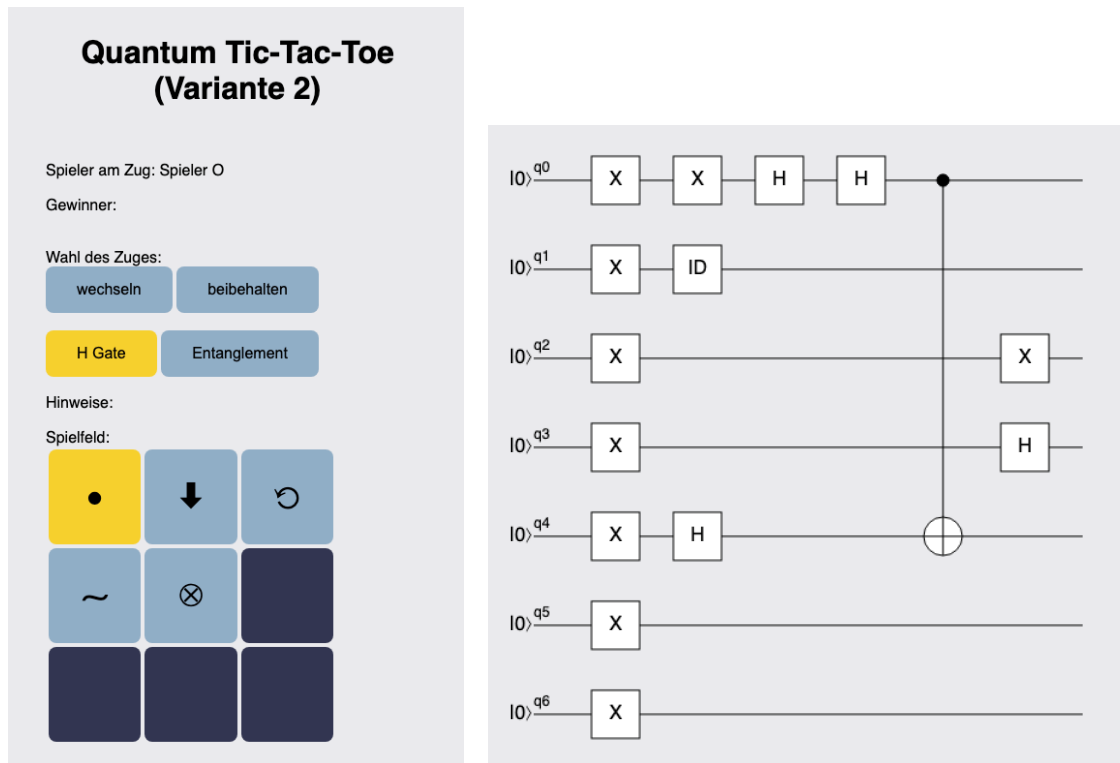 Quantum Tic-Tac-Toe
(Variante 2)
Spieler am Zug: Spieler O
Gewinner:
Wahl des Zuges:
wechseln beibehalten
H Gate Entanglement
Hinweise:
Spielfeld:
|0⟩ q0 X X H H
|0⟩ q1 X ID
|0⟩ q2 X X
|0⟩ q3 X H
|0⟩ q4 X H
|0⟩ q5 X
|0⟩ q6 X